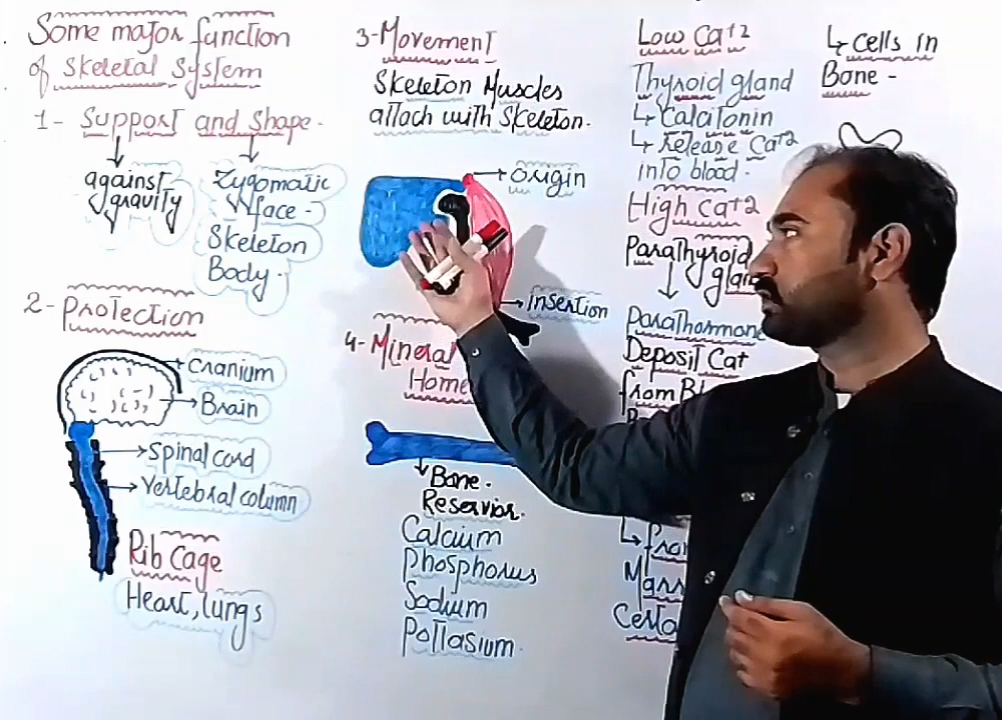 Some major function
of Skeletal System
1- Support and Shape.
against
gravity
Zygomatic
face -
Skeleton
Body.
2- Protection
Cranium
Brain
Spinal cord
Vertebral column
Rib Cage
Heart, lungs
3-Movement
Skeleton Muscles
attach with Skeleton.
origin
insertion
4- Mineral
Home
Bone.
Reservior.
Calcium
Phosphorus
Sodium
Pottasium.
Low Ca+2
Thyroid gland
↳ Calcitonin
↳ release Ca+2
into blood.
High Ca+2
Parathyroid
gland
Parathormone
Deposit Ca+
from Bl
↳ cells in
Bone -